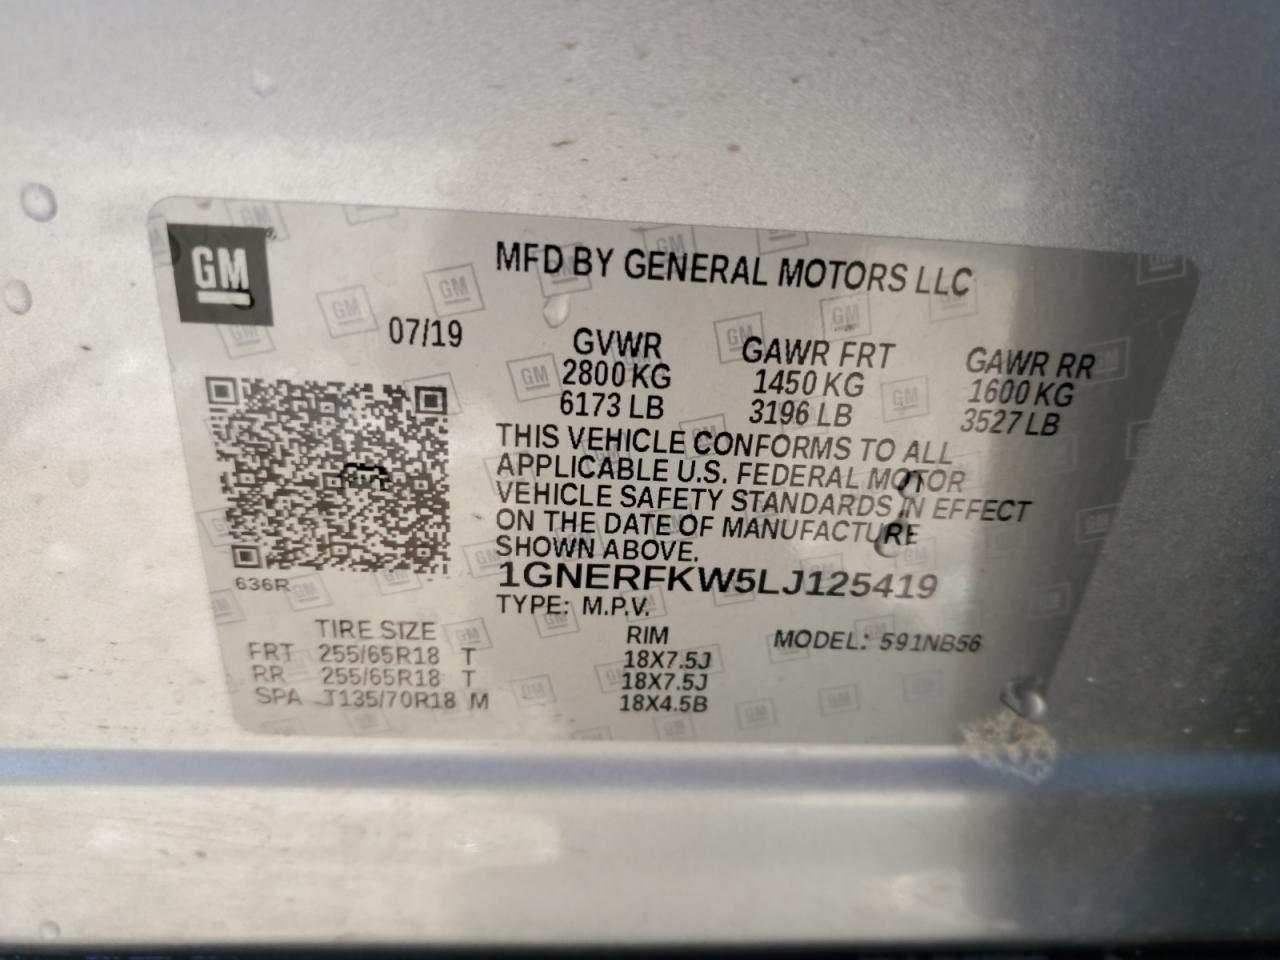 GM
MFD BY GENERAL MOTORS LLC
07/19
GVWR GAWR FRT GAWR RR
2800 KG 1450 KG 1600 KG
6173 LB 3196 LB 3527 LB
THIS VEHICLE CONFORMS TO ALL
APPLICABLE U.S. FEDERAL MOTOR
VEHICLE SAFETY STANDARDS IN EFFECT
ON THE DATE OF MANUFACTURE
SHOWN ABOVE.
636R
1GNERFKW5LJ125419
TYPE: M.P.V.
TIRE SIZE RIM MODEL: 591NB56
FRT 255/65R18 T 18X7.5J
RR 255/65R18 T 18X7.5J
SPA T135/70R18 M 18X4.5B